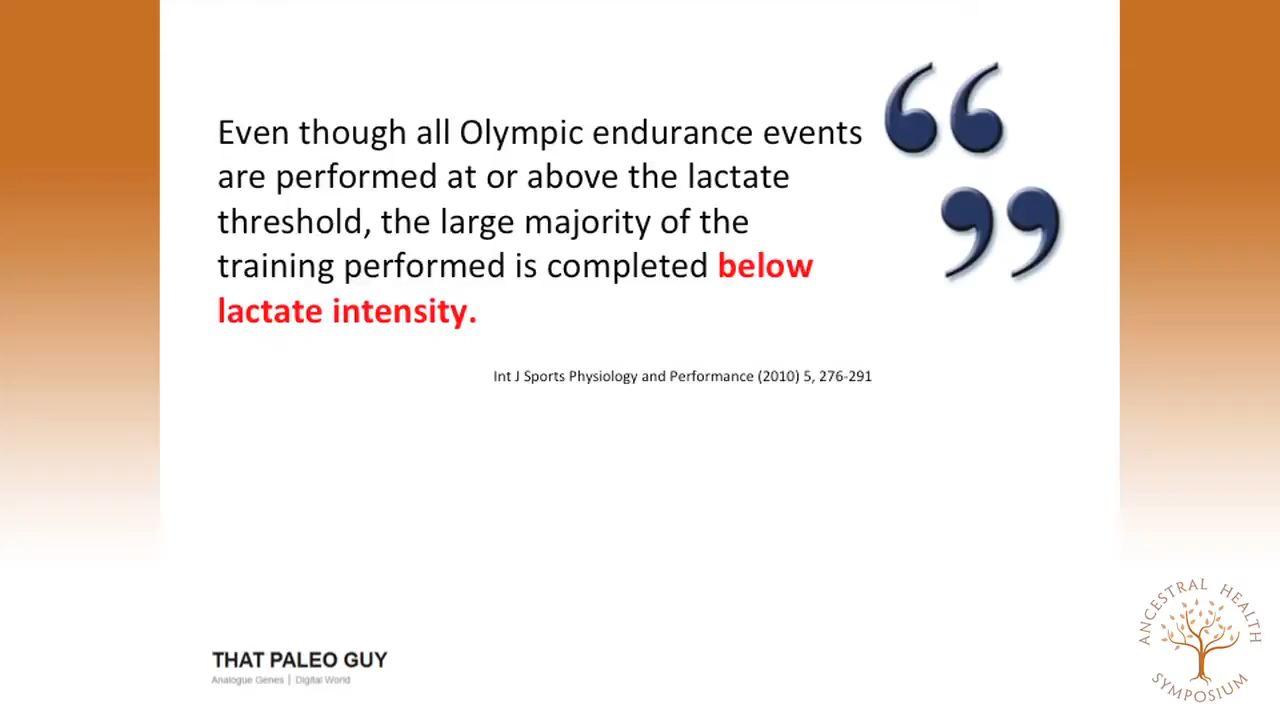 Even though all Olympic endurance events
are performed at or above the lactate
threshold, the large majority of the
training performed is completed below
lactate intensity.
Int J Sports Physiology and Performance (2010) 5, 276-291
THAT PALEO GUY
Analogue Genes | Digital World
ANCESTRAL HEALTH
SYMPOSIUM